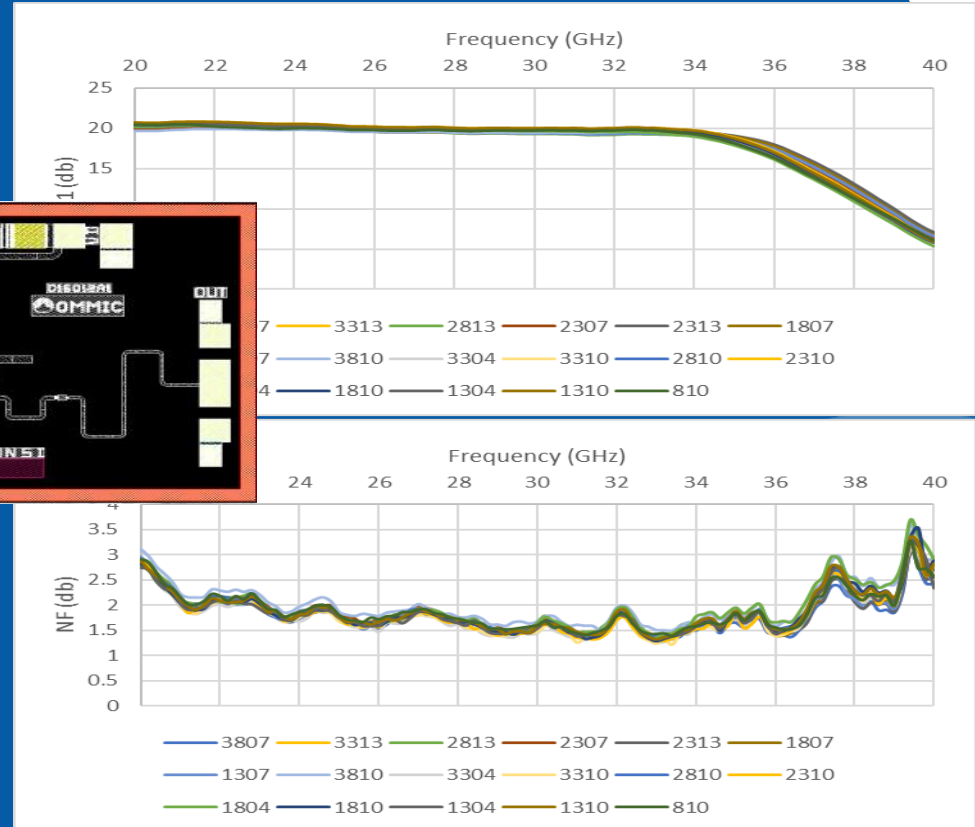 Frequency (GHz)
20 22 24 26 28 30 32 34 36 38 40
25
20
15
1(db)
D16012A1
OMMIC
OUT
7 3313 2813 2307 2313 1807
7 3810 3304 3310 2810 2310
4 1810 1304 1310 810
Frequency (GHz)
24 26 28 30 32 34 36 38 40
4
3.5
3
2.5
2
1.5
1
0.5
0
NF(db)
3807 3313 2813 2307 2313 1807
1307 3810 3304 3310 2810 2310
1804 1810 1304 1310 810